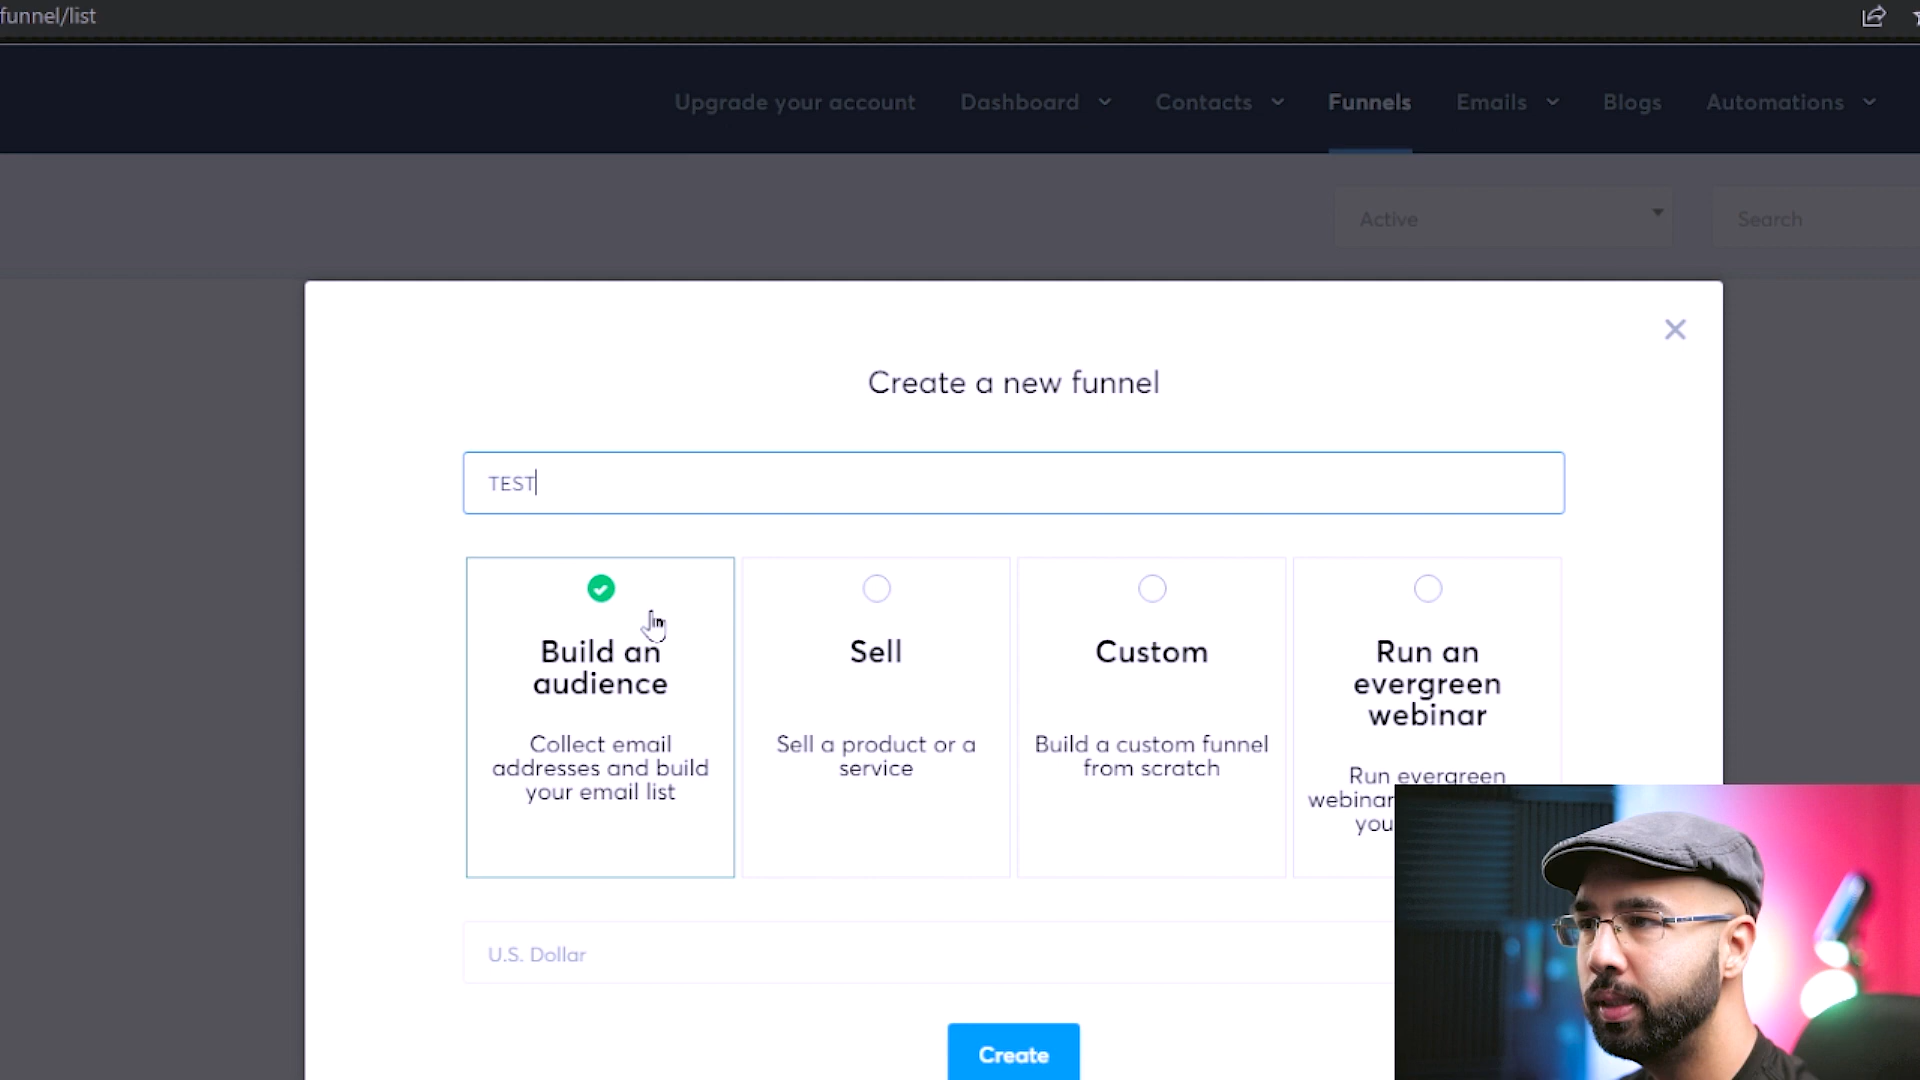 funnel/list
Upgrade your account Dashboard Contacts Funnels Emails Blogs Automations
Active Search
Create a new funnel
TEST
Build an
audience
Collect email
addresses and build
your email list
Sell
Sell a product or a
service
Custom
Build a custom funnel
from scratch
Run an
evergreen
webinar
Run evergreen
webinar
you
U.S. Dollar
Create